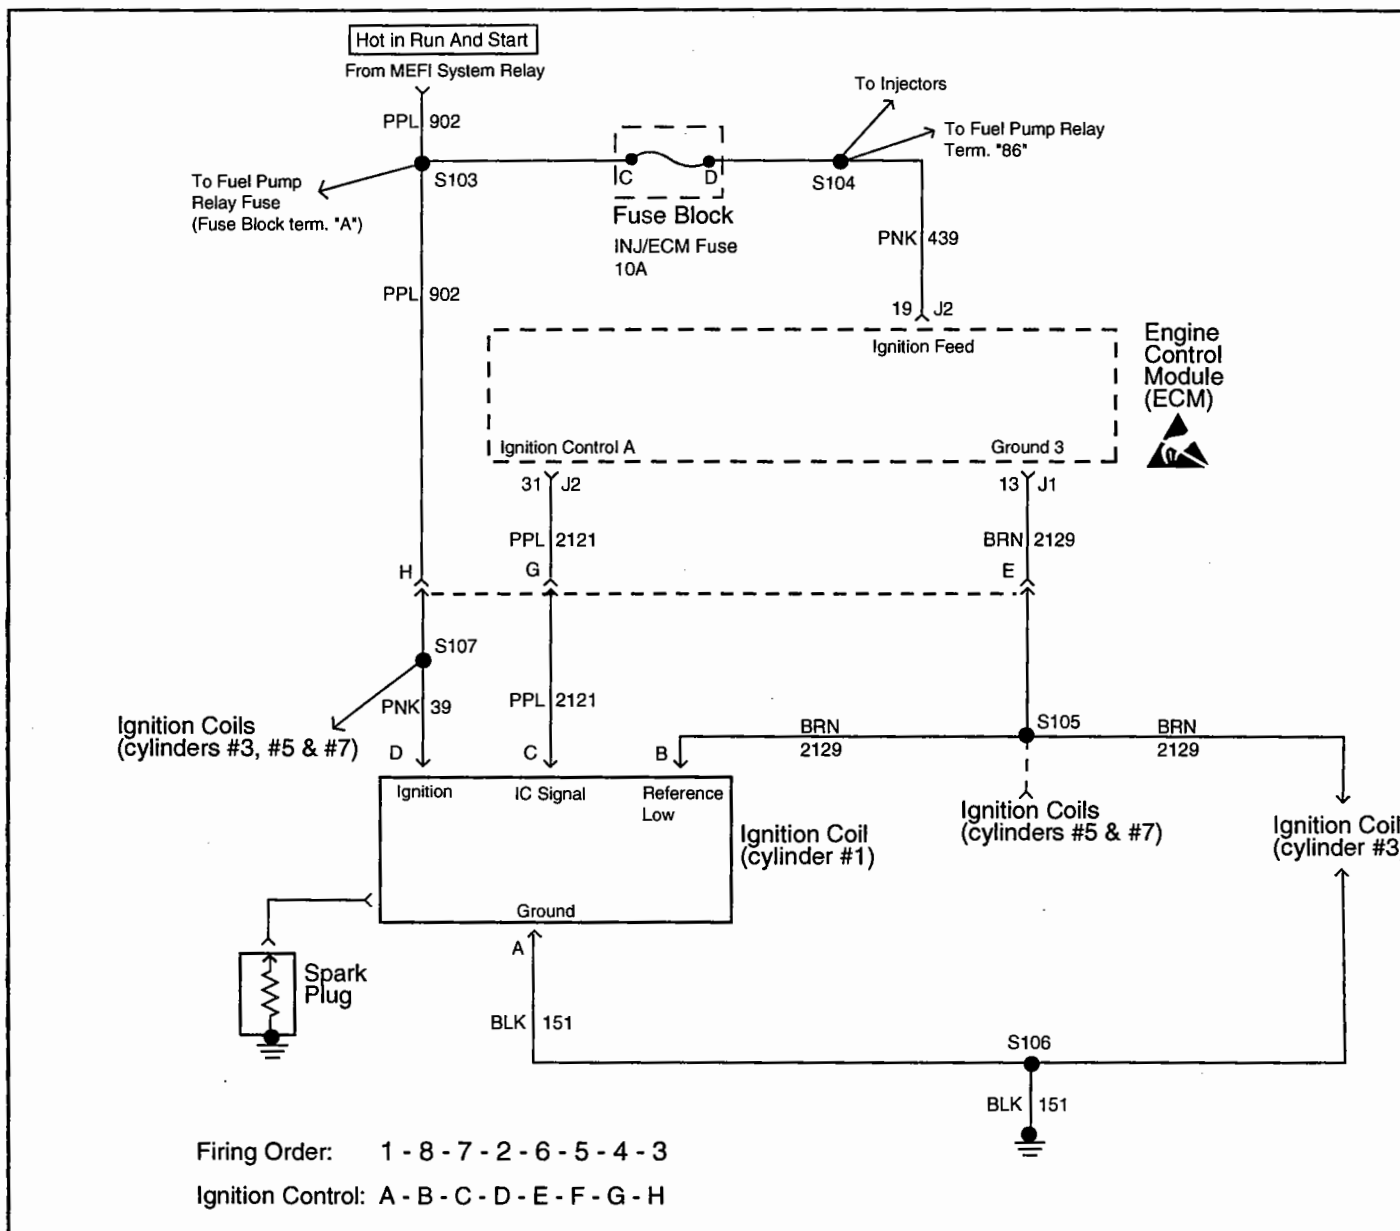 Hot in Run And Start
From MEFI System Relay
PPL 902
To Injectors
To Fuel Pump Relay
Term. "86"
S103
C
D
S104
To Fuel Pump
Relay Fuse
(Fuse Block term. "A")
Fuse Block
INJ/ECM Fuse
10A
PNK 439
PPL 902
19 J2
Ignition Feed
Engine
Control
Module
(ECM)
Ignition Control A
Ground 3
31 J2
13 J1
PPL 2121
BRN 2129
H
G
E
S107
PNK 39
PPL 2121
Ignition Coils
(cylinders #3, #5 & #7)
D
C
B
BRN
2129
S105
BRN
2129
Ignition
IC Signal
Reference
Low
Ignition Coil
(cylinder #1)
Ignition Coils
(cylinders #5 & #7)
Ignition Coil
(cylinder #3
Ground
A
Spark
Plug
BLK 151
S106
BLK 151
Firing Order: 1 - 8 - 7 - 2 - 6 - 5 - 4 - 3
Ignition Control: A - B - C - D - E - F - G - H